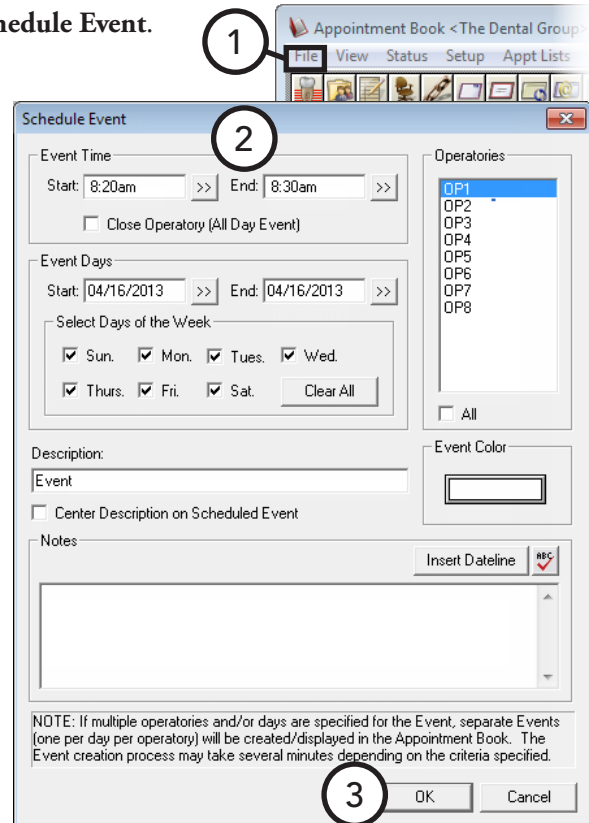 hedule Event.
1
Appointment Book <The Dental Group>
File View Status Setup Appt Lists
Schedule Event
2
Event Time
Start: 8:20am >> End: 8:30am >>
Close Operatory (All Day Event)
Operatories
OP1
OP2
OP3
OP4
OP5
OP6
OP7
OP8
All
Event Days
Start: 04/16/2013 >> End: 04/16/2013 >>
Select Days of the Week
Sun. Mon. Tues. Wed.
Thurs. Fri. Sat. Clear All
Description:
Event
Center Description on Scheduled Event
Event Color
Notes
Insert Dateline ABC
NOTE: If multiple operatories and/or days are specified for the Event, separate Events
(one per day per operatory) will be created/displayed in the Appointment Book. The
Event creation process may take several minutes depending on the criteria specified.
3
OK Cancel